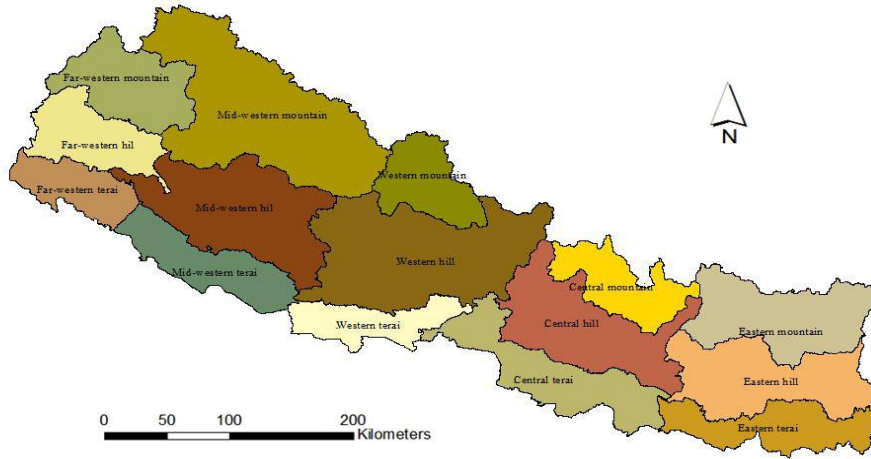 Far-western mountain
Mid-western mountain
N
Far-western hil
Western mountain
Far-western terai
Mid-western hil
Western hill
Mid-western terai
Central mountain
Western terai
Central hill
Eastern mountain
Central terai
Eastern hill
Eastern terai
0 50 100 200
Kilometers